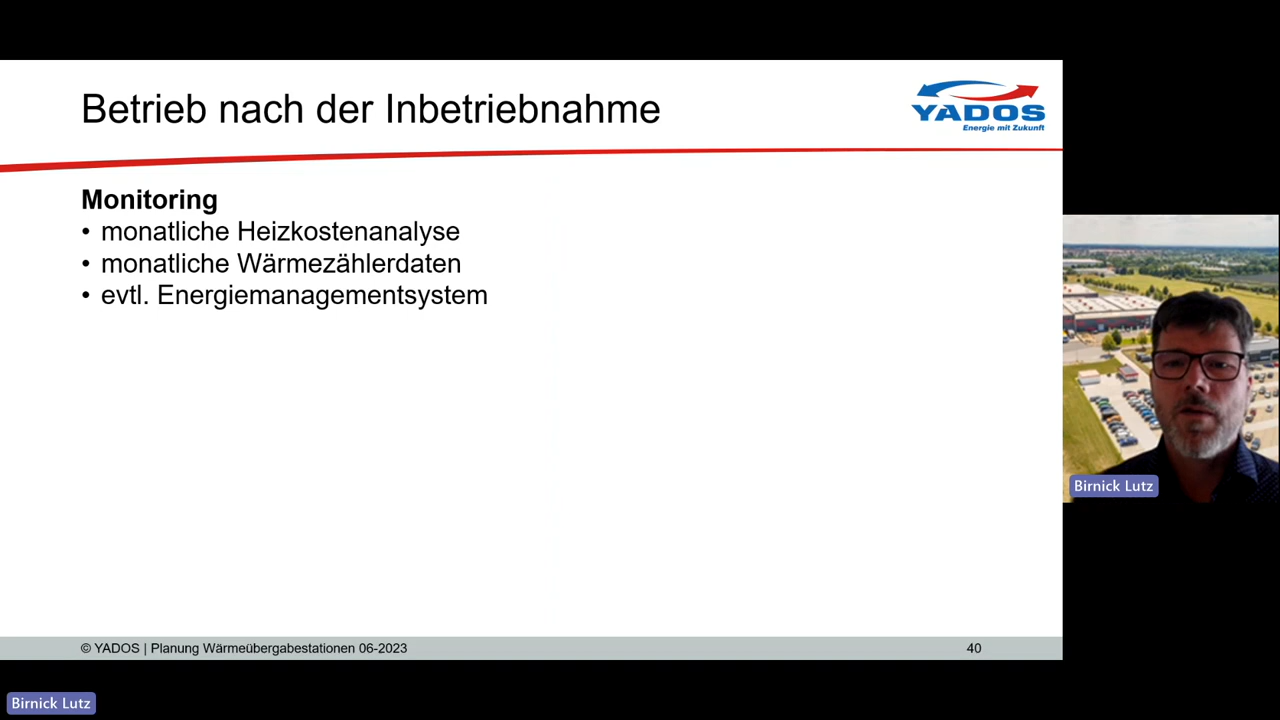 Betrieb nach der Inbetriebnahme
YADOS
Energie mit Zukunft
Monitoring
• monatliche Heizkostenanalyse
• monatliche Wärmezählerdaten
• evtl. Energiemanagementsystem
Birnick Lutz
© YADOS | Planung Wärmeübergabestationen 06-2023
40
Birnick Lutz